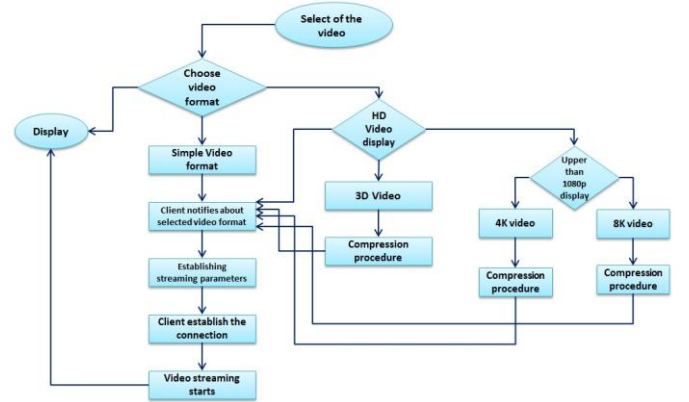 Select of the
video
Choose
video
format
Display
HD
Video
display
Simple Video
format
Upper
than
1080p
display
3D Video
Client notifies about
selected video format
4K video
8K video
Compression
procedure
Establishing
streaming parameters
Compression
procedure
Compression
procedure
Client establish the
connection
Video streaming
starts